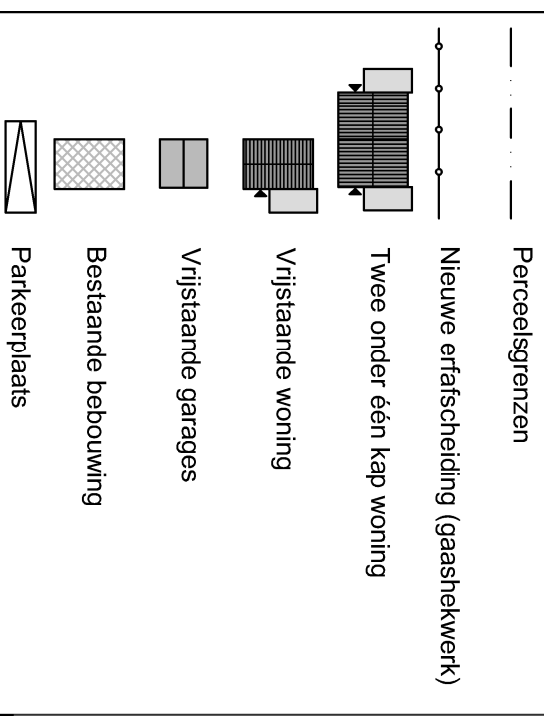 Perceelsgrenzen
Nieuwe erfafscheiding (gaashekwerk)
Twee onder één kap woning
Vrijstaande woning
Vrijstaande garages
Bestaande bebouwing
Parkeerplaats